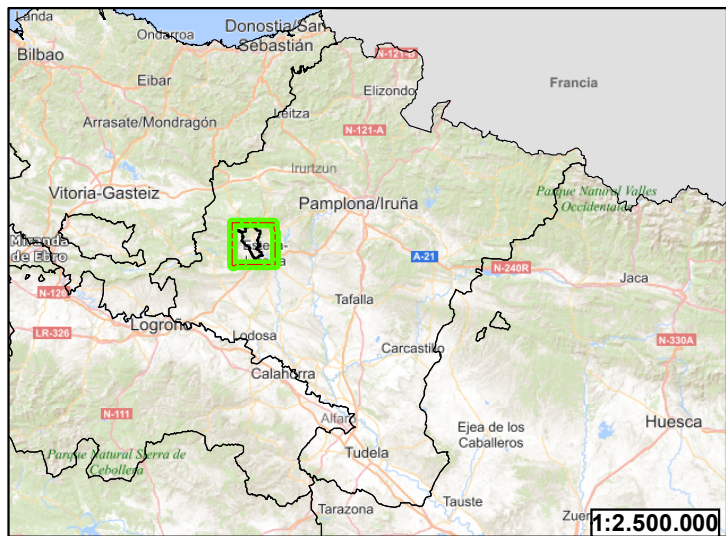 Landa
Ondarroa
Donostia/San
Sebastián
Bilbao
N-121-B
Eibar
Elizondo
Francia
Leitza
Arrasate/Mondragón
N-121-A
Irurtzun
Vitoria-Gasteiz
Parque Natural Valles
Occidentales
Pamplona/Iruña
Miranda
de Ebro
A-21
N-240R
Jaca
N-120
Tafalla
Logroño
LR-326
Lodosa
N-330A
Carcastillo
Calahorra
N-111
Alfaro
Huesca
Ejea de los
Caballeros
Parque Natural Sierra de
Cebollera
Tudela
Tauste
Tarazona
Zuer
1:2.500.000